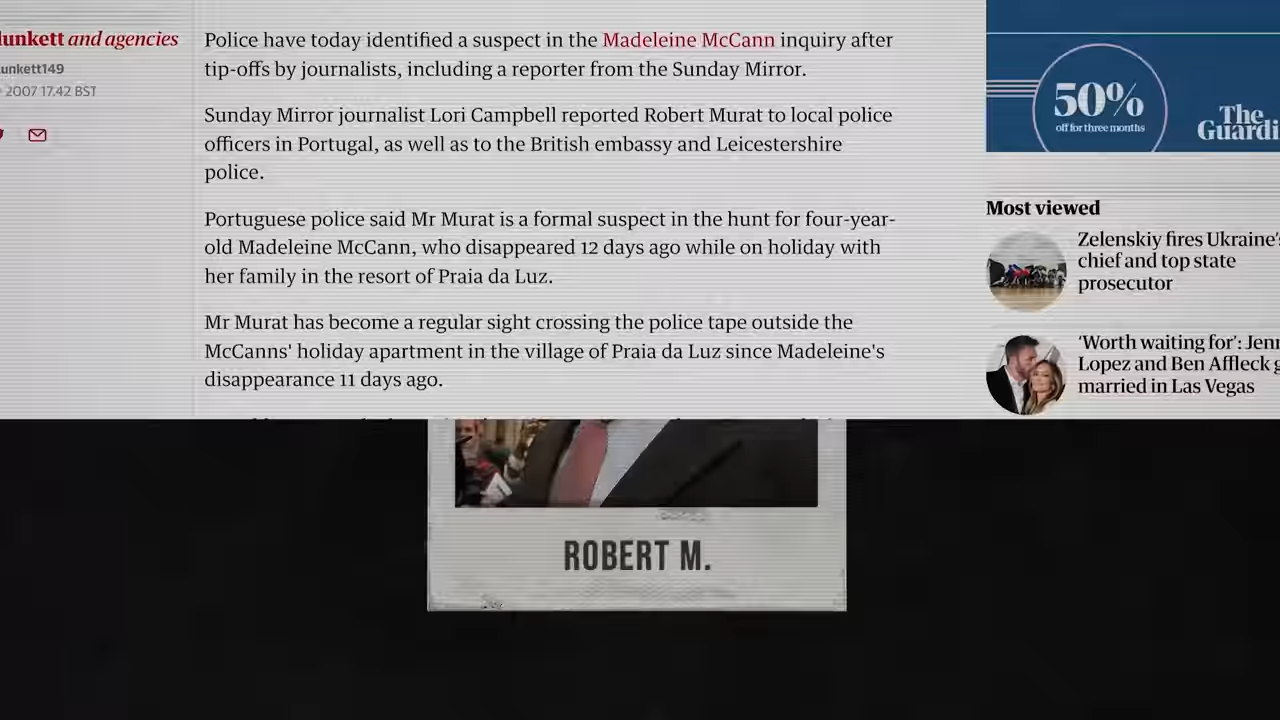 lunkett and agencies
unkett149
2007 17.42 BST
Police have today identified a suspect in the Madeleine McCann inquiry after
tip-offs by journalists, including a reporter from the Sunday Mirror.
Sunday Mirror journalist Lori Campbell reported Robert Murat to local police
officers in Portugal, as well as to the British embassy and Leicestershire
police.
Portuguese police said Mr Murat is a formal suspect in the hunt for four-year-
old Madeleine McCann, who disappeared 12 days ago while on holiday with
her family in the resort of Praia da Luz.
Mr Murat has become a regular sight crossing the police tape outside the
McCanns' holiday apartment in the village of Praia da Luz since Madeleine's
disappearance 11 days ago.
50%
off for three months
The
Guardi
Most viewed
Zelenskiy fires Ukraine's
chief and top state
prosecutor
'Worth waiting for': Jenn
Lopez and Ben Affleck g
married in Las Vegas
ROBERT M.